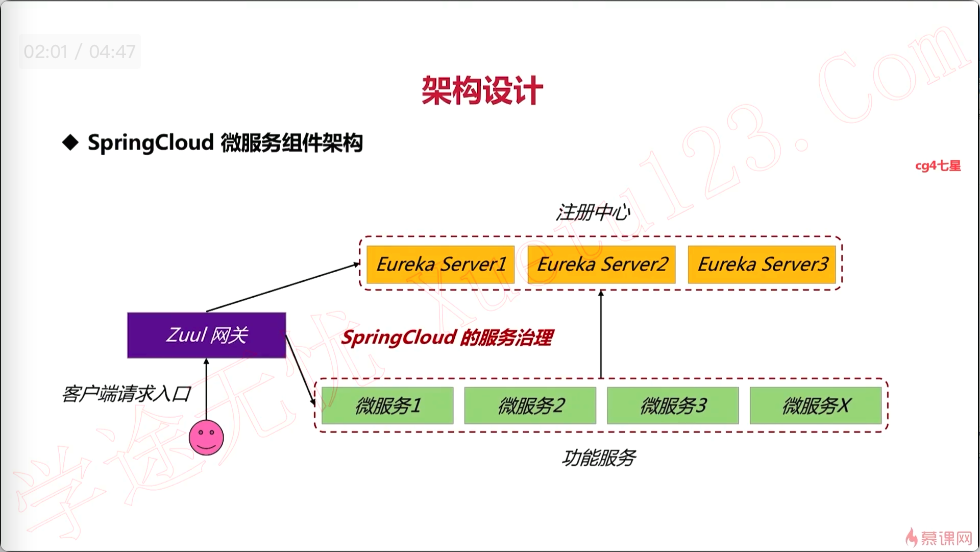 02:01 / 04:47
架构设计
◆ SpringCloud 微服务组件架构
cg4七星
注册中心
Eureka Server1
Eureka Server2
Eureka Server3
Zuul 网关
SpringCloud 的服务治理
客户端请求入口
微服务1
微服务2
微服务3
微服务X
功能服务
学途无忧 Xuetu123.Com
慕课网